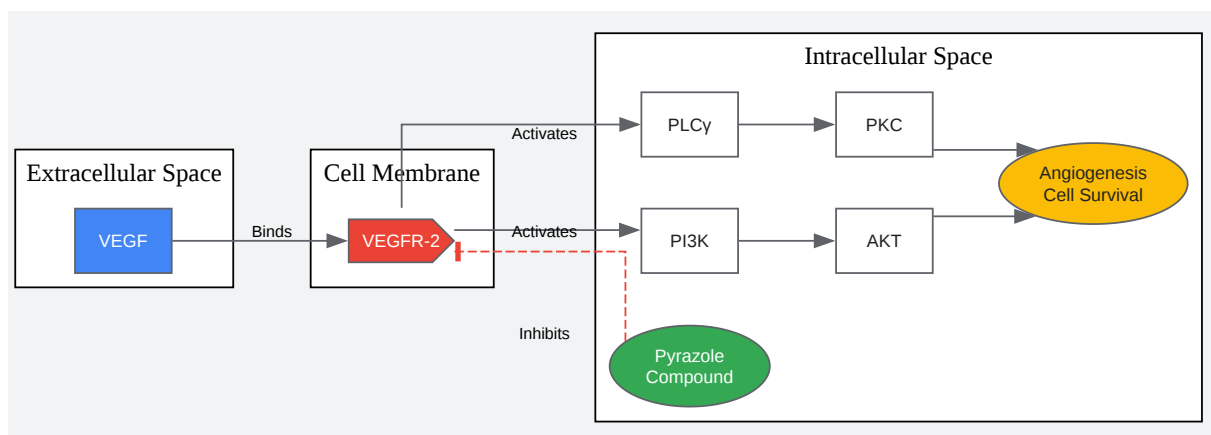 Intracellular Space
PLCγ
PKC
Activates
Extracellular Space
Cell Membrane
Angiogenesis
Cell Survival
VEGF
Binds
VEGFR-2
Activates
PI3K
AKT
Inhibits
Pyrazole
Compound